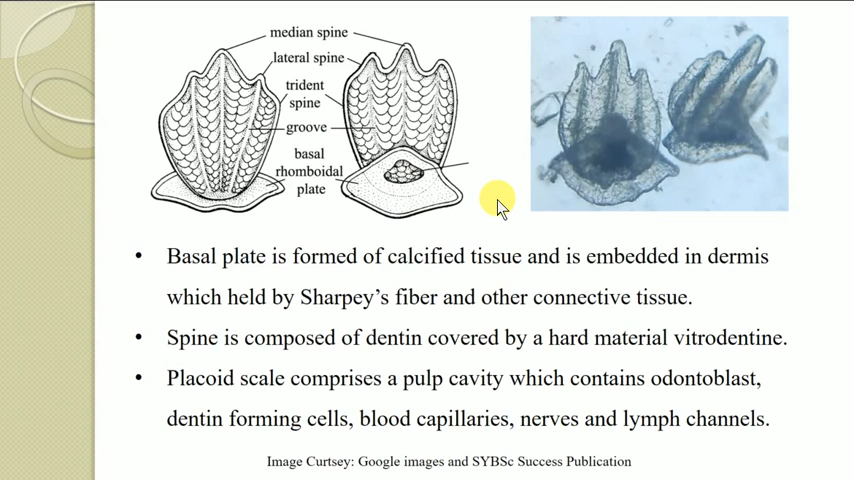 median spine
lateral spine
trident
spine
groove
basal
rhomboidal
plate
• Basal plate is formed of calcified tissue and is embedded in dermis
which held by Sharpey’s fiber and other connective tissue.
• Spine is composed of dentin covered by a hard material vitrodentine.
• Placoid scale comprises a pulp cavity which contains odontoblast,
dentin forming cells, blood capillaries, nerves and lymph channels.
Image Curtsey: Google images and SYBSc Success Publication